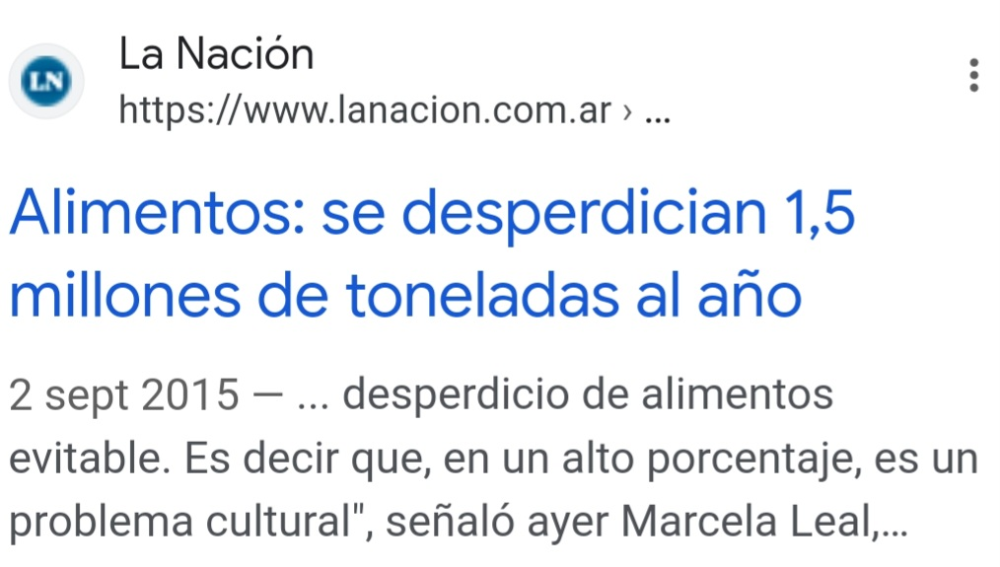 LN
La Nación
https://www.lanacion.com.ar › ...
Alimentos: se desperdician 1,5
millones de toneladas al año
2 sept 2015 — ... desperdicio de alimentos
evitable. Es decir que, en un alto porcentaje, es un
problema cultural", señaló ayer Marcela Leal,...